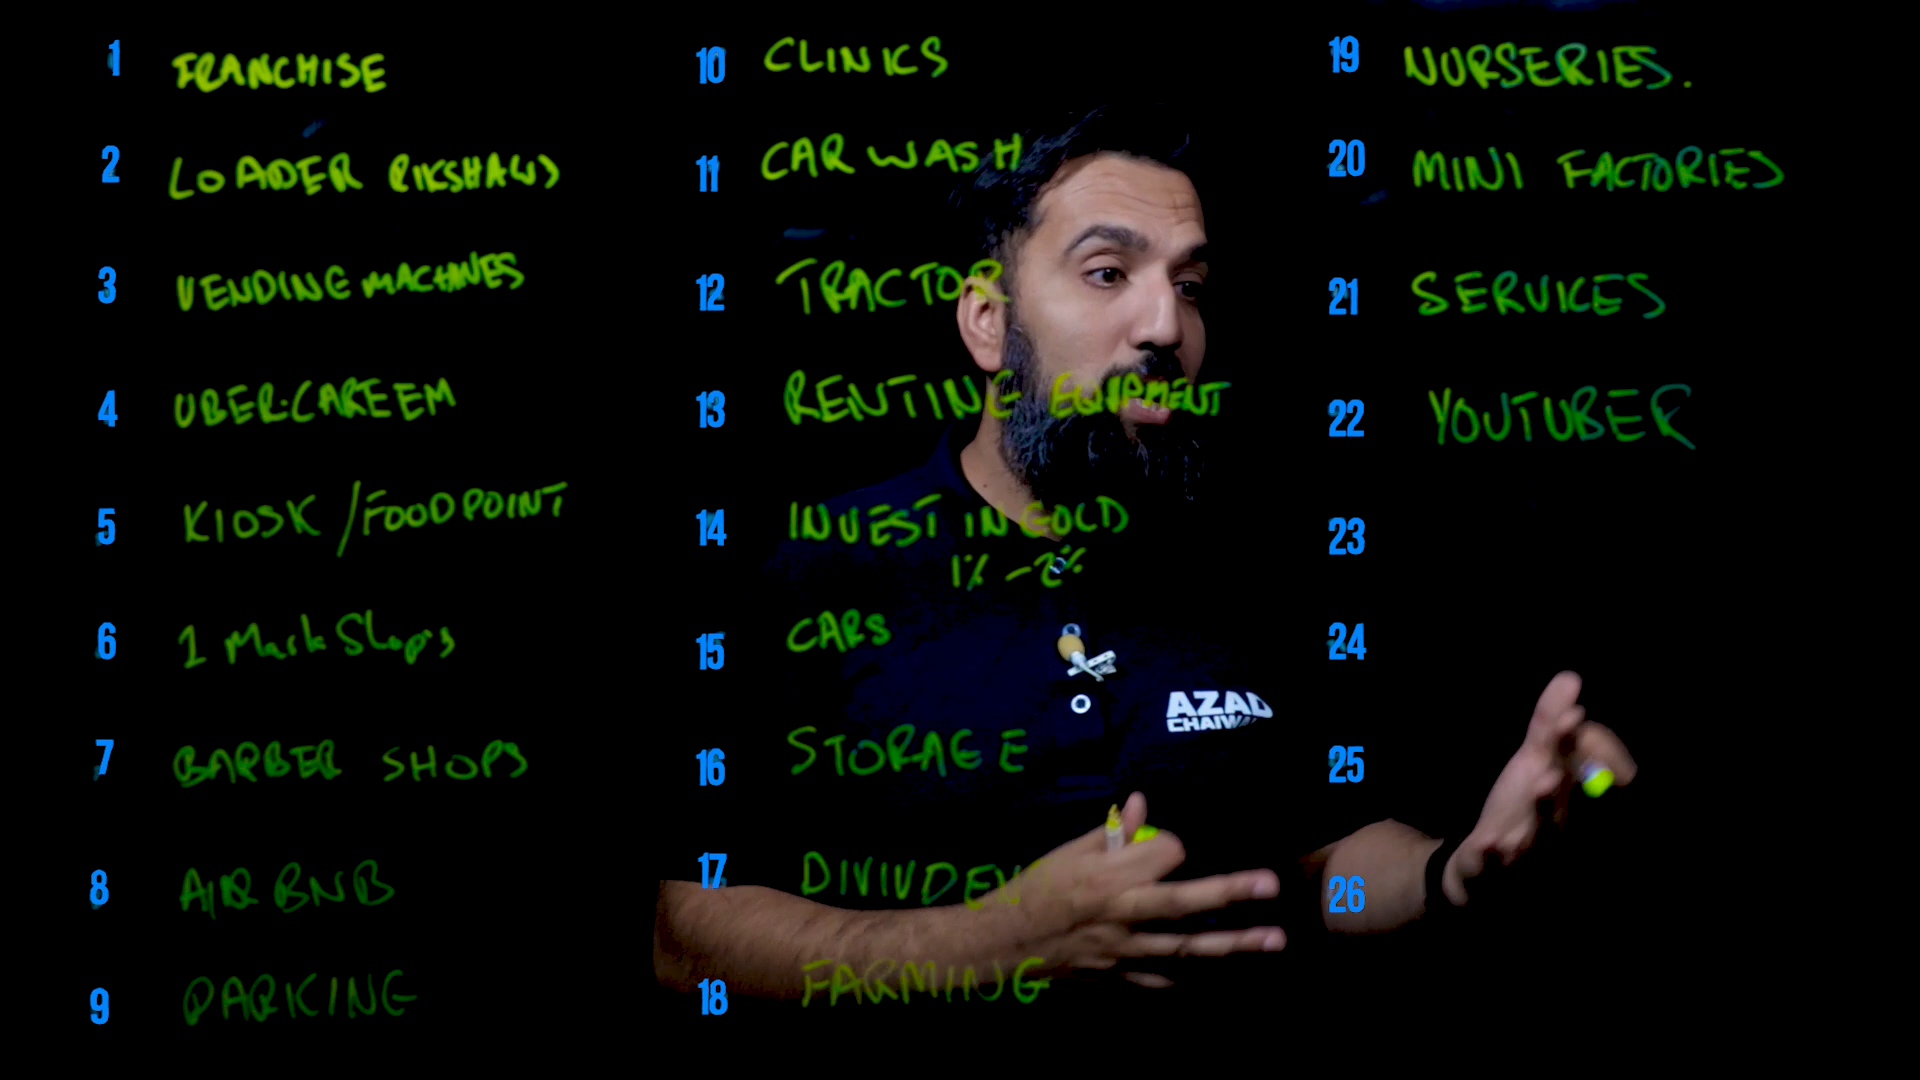 1 FRANCHISE
2 LOADER RIKSHAWS
3 VENDING MACHINES
4 UBER-CAREEM
5 KIOSK / FOOD POINT
6 1 Mark Shops
7 BARBER SHOPS
8 AIR BNB
9 PARKING
10 CLINICS
11 CAR WASH
12 TRACTOR
13 RENTING EQUIPMENT
14 INVEST IN GOLD
1% - 2%
15 CARS
16 STORAGE
17 DIVIVDEN
18 FARMING
19 NURSERIES.
20 MINI FACTORIES
21 SERVICES
22 YOUTUBER
23
24
25
26
AZAD
CHAIWA